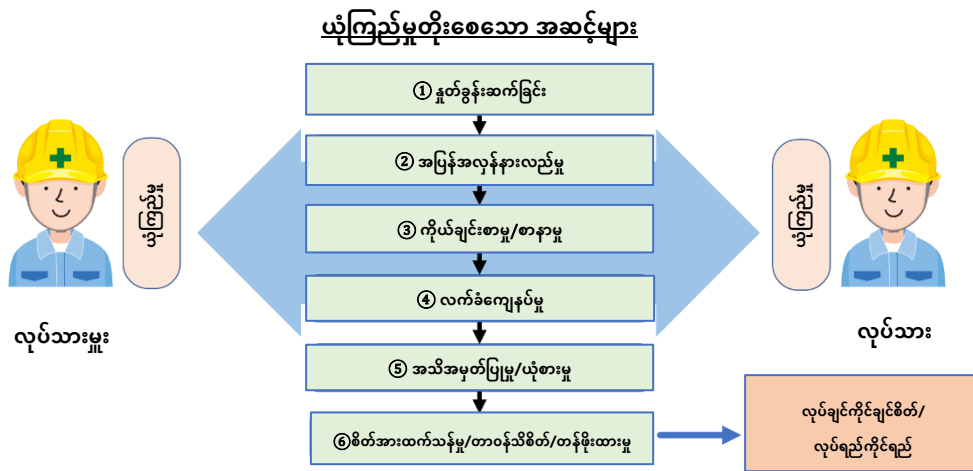 ယုံကြည်မှုတိုးစေသော အဆင့်များ
① နှုတ်ခွန်းဆက်ခြင်း
② အပြန်အလှန်နားလည်မှု
③ ကိုယ်ချင်းစာမှု/စာနာမှု
④ လက်ခံကျေနပ်မှု
⑤ အသိအမှတ်ပြုမှု/ယုံစားမှု
⑥စိတ်အားထက်သန်မှု/တာဝန်သိစိတ်/တန်ဖိုးထားမှု
ယုံကြည်မှု
လုပ်သားမှူး
ယုံကြည်မှု
လုပ်သား
လုပ်ချင်ကိုင်ချင်စိတ်/
လုပ်ရည်ကိုင်ရည်